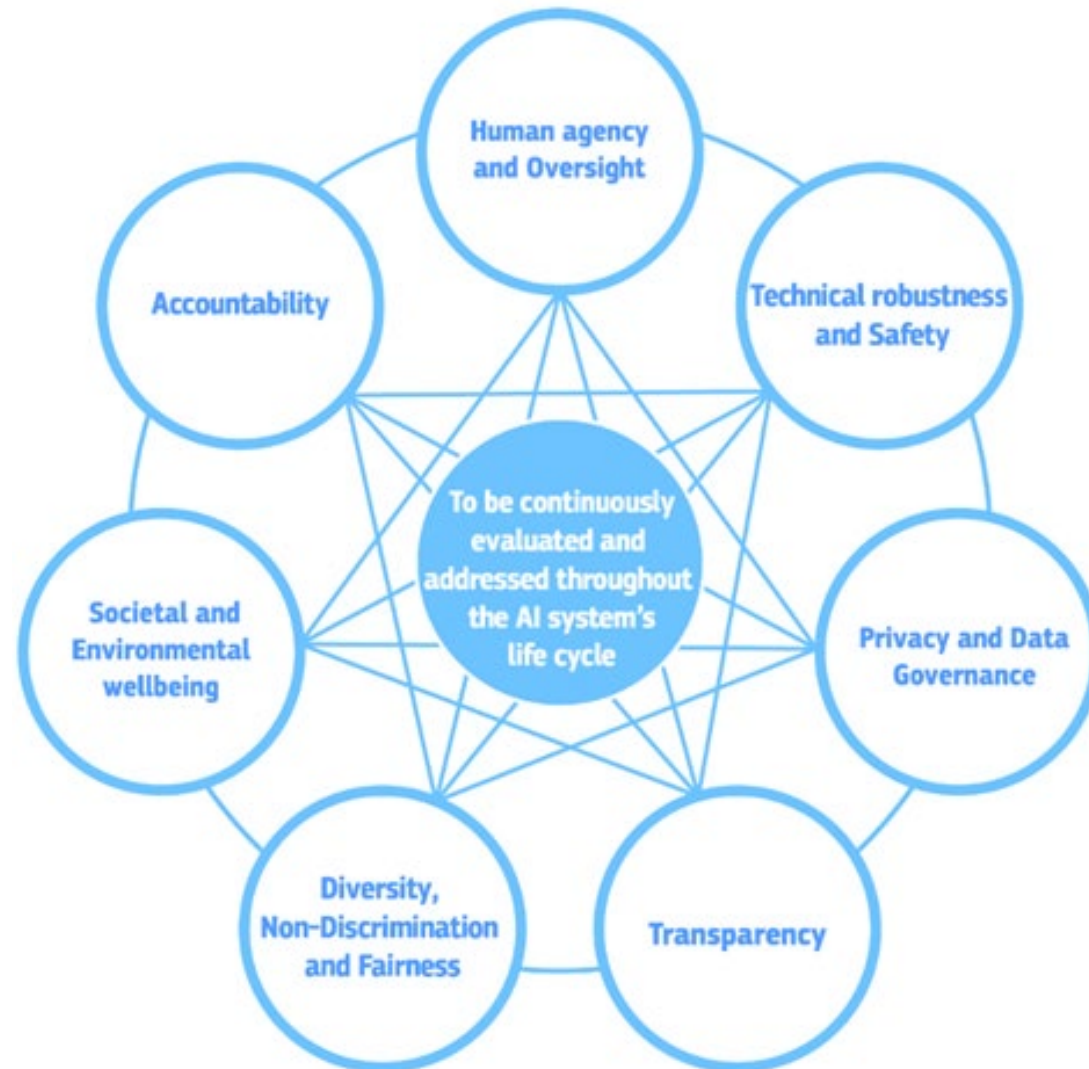 Human agency
and Oversight
Technical robustness
and Safety
Privacy and Data
Governance
Transparency
Diversity,
Non-Discrimination
and Fairness
Societal and
Environmental
wellbeing
Accountability
To be continuously
evaluated and
addressed throughout
the AI system's
life cycle